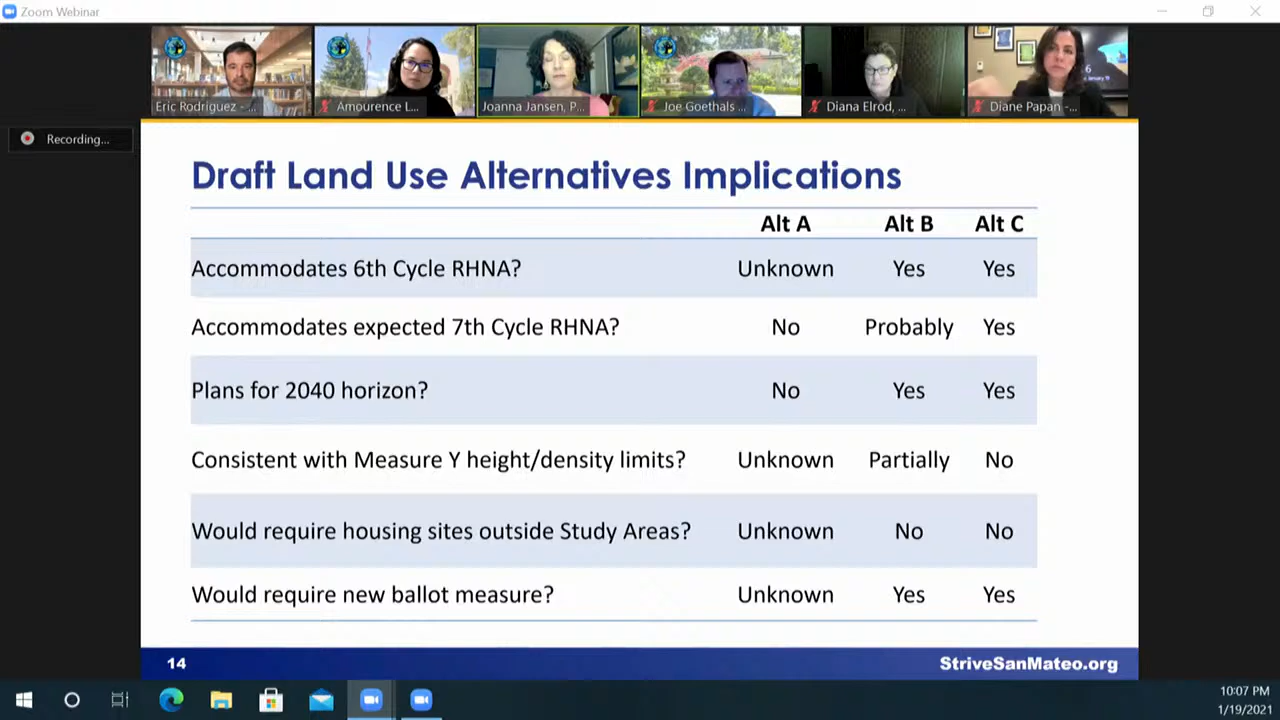 Zoom Webinar
Eric Rodriguez - ...
Amourence L...
Joanna Jansen, P...
Joe Goethals ...
Diana Elrod, ...
Diane Papan -...
Recording...
Draft Land Use Alternatives Implications
Alt A Alt B Alt C
Accommodates 6th Cycle RHNA? Unknown Yes Yes
Accommodates expected 7th Cycle RHNA? No Probably Yes
Plans for 2040 horizon? No Yes Yes
Consistent with Measure Y height/density limits? Unknown Partially No
Would require housing sites outside Study Areas? Unknown No No
Would require new ballot measure? Unknown Yes Yes
14 StriveSanMateo.org
10:07 PM
1/19/2021